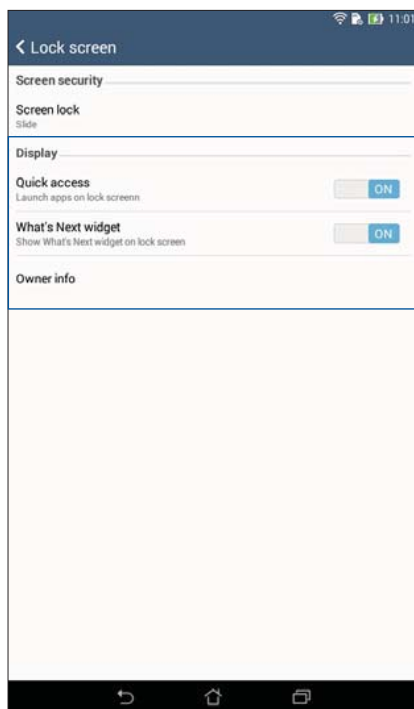 11:01
Lock screen
Screen security
Screen lock
Slide
Display
Quick access
Launch apps on lock screenn
ON
What's Next widget
Show What's Next widget on lock screen
ON
Owner info